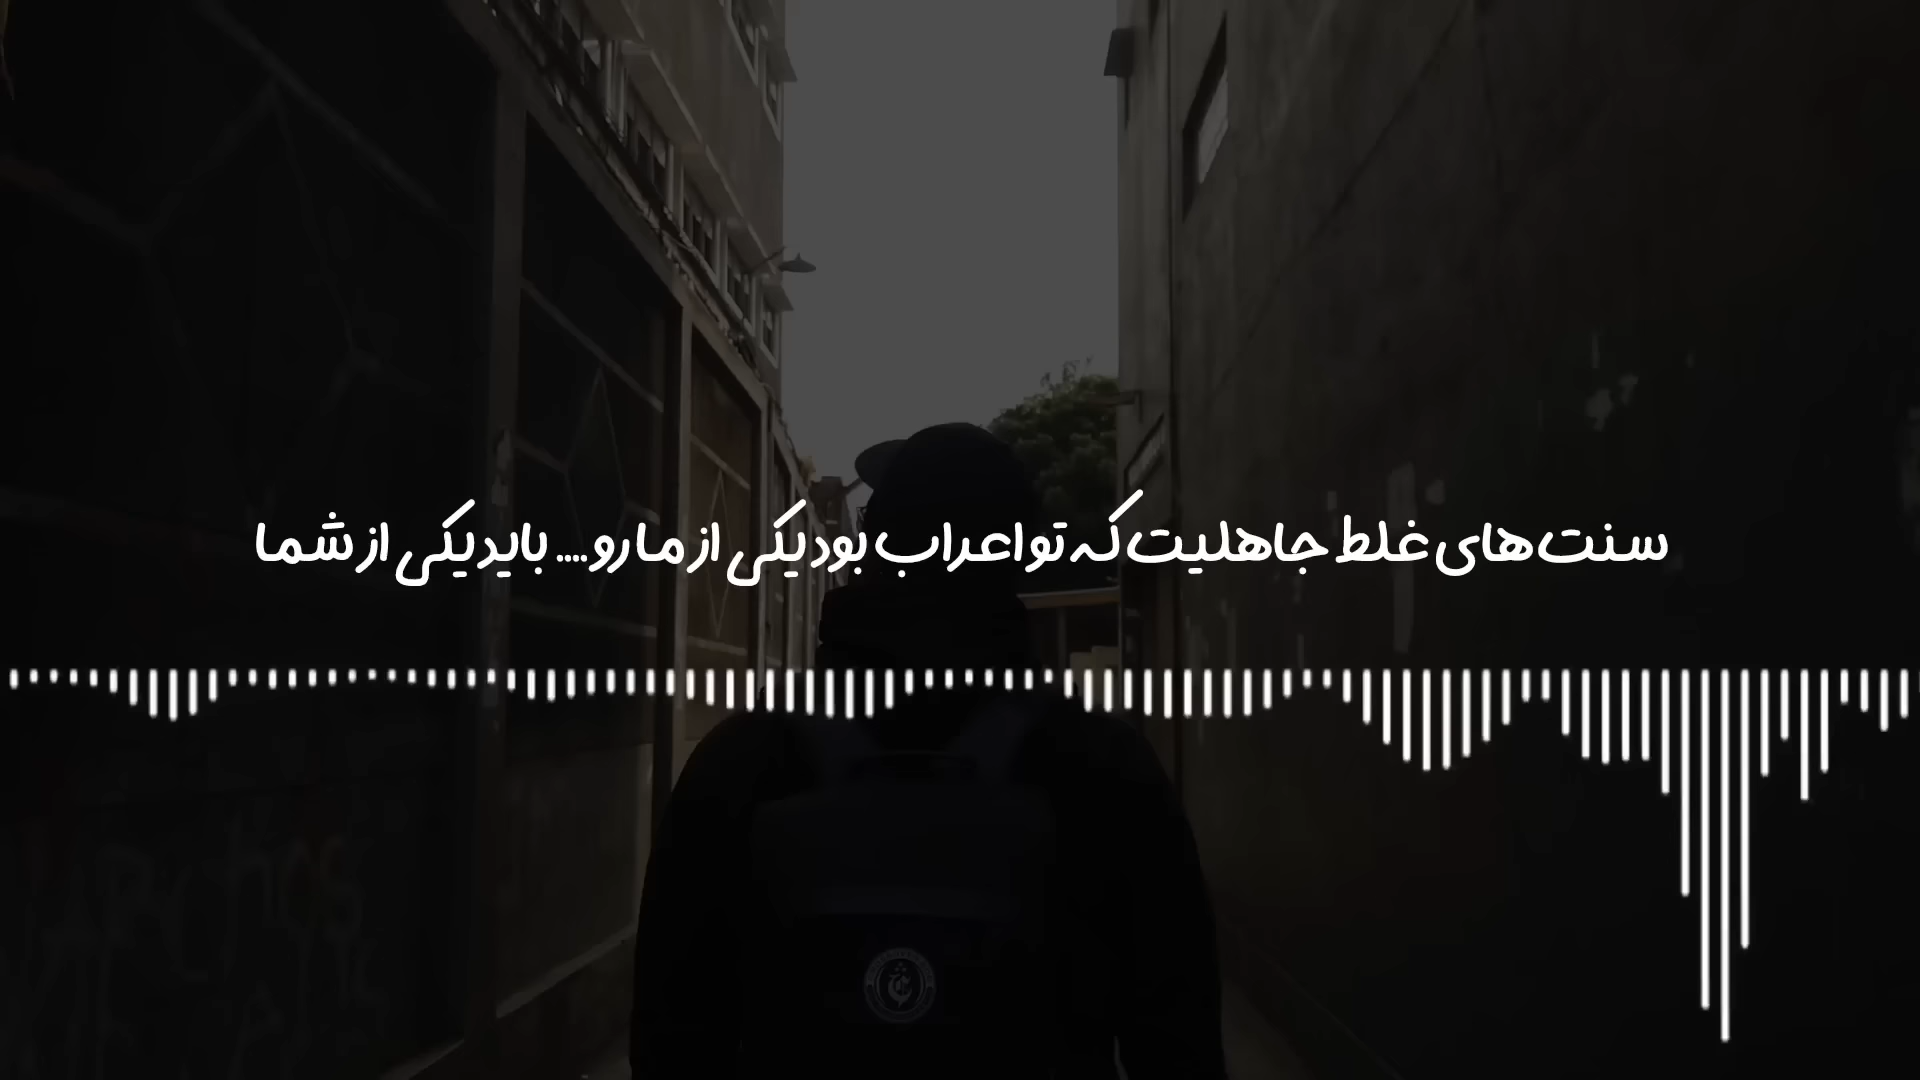 سنت‌های غلط جاهلیت که تو اعراب بود یکی از ما رو .... باید یکی از شما